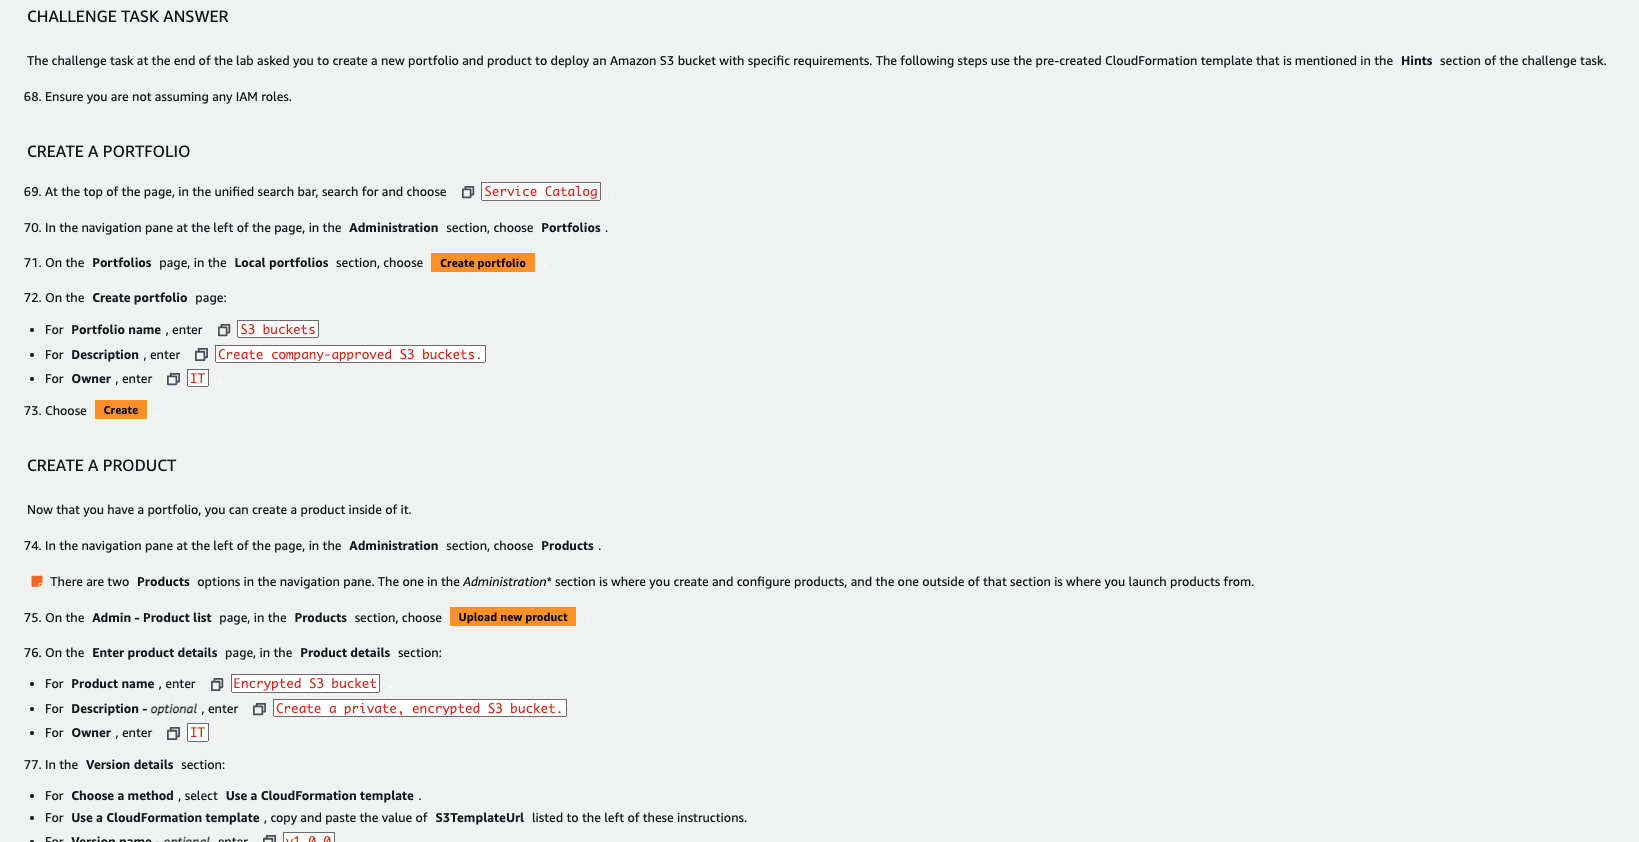 CHALLENGE TASK ANSWER
The challenge task at the end of the lab asked you to create a new portfolio and product to deploy an Amazon S3 bucket with specific requirements. The following steps use the pre-created CloudFormation template that is mentioned in the Hints section of the challenge task.
68. Ensure you are not assuming any IAM roles.
CREATE A PORTFOLIO
69. At the top of the page, in the unified search bar, search for and choose Service Catalog
70. In the navigation pane at the left of the page, in the Administration section, choose Portfolios .
71. On the Portfolios page, in the Local portfolios section, choose Create portfolio
72. On the Create portfolio page:
• For Portfolio name , enter S3 buckets
• For Description , enter Create company-approved S3 buckets.
• For Owner , enter IT
73. Choose Create
CREATE A PRODUCT
Now that you have a portfolio, you can create a product inside of it.
74. In the navigation pane at the left of the page, in the Administration section, choose Products .
There are two Products options in the navigation pane. The one in the Administration* section is where you create and configure products, and the one outside of that section is where you launch products from.
75. On the Admin - Product list page, in the Products section, choose Upload new product
76. On the Enter product details page, in the Product details section:
• For Product name , enter Encrypted S3 bucket
• For Description - optional , enter Create a private, encrypted S3 bucket.
• For Owner , enter IT
77. In the Version details section:
• For Choose a method , select Use a CloudFormation template .
• For Use a CloudFormation template , copy and paste the value of S3TemplateUrl listed to the left of these instructions.
• For Version name - optional enter v1.0.0